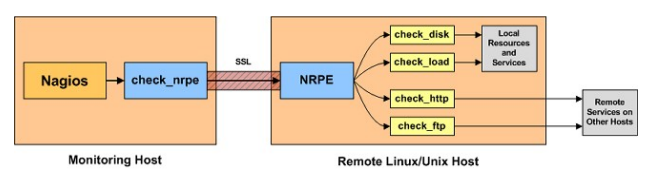 Nagios
check_nrpe
SSL
NRPE
check_disk
check_load
check_http
check_ftp
Local
Resources
and
Services
Remote
Services on
Other Hosts
Monitoring Host
Remote Linux/Unix Host